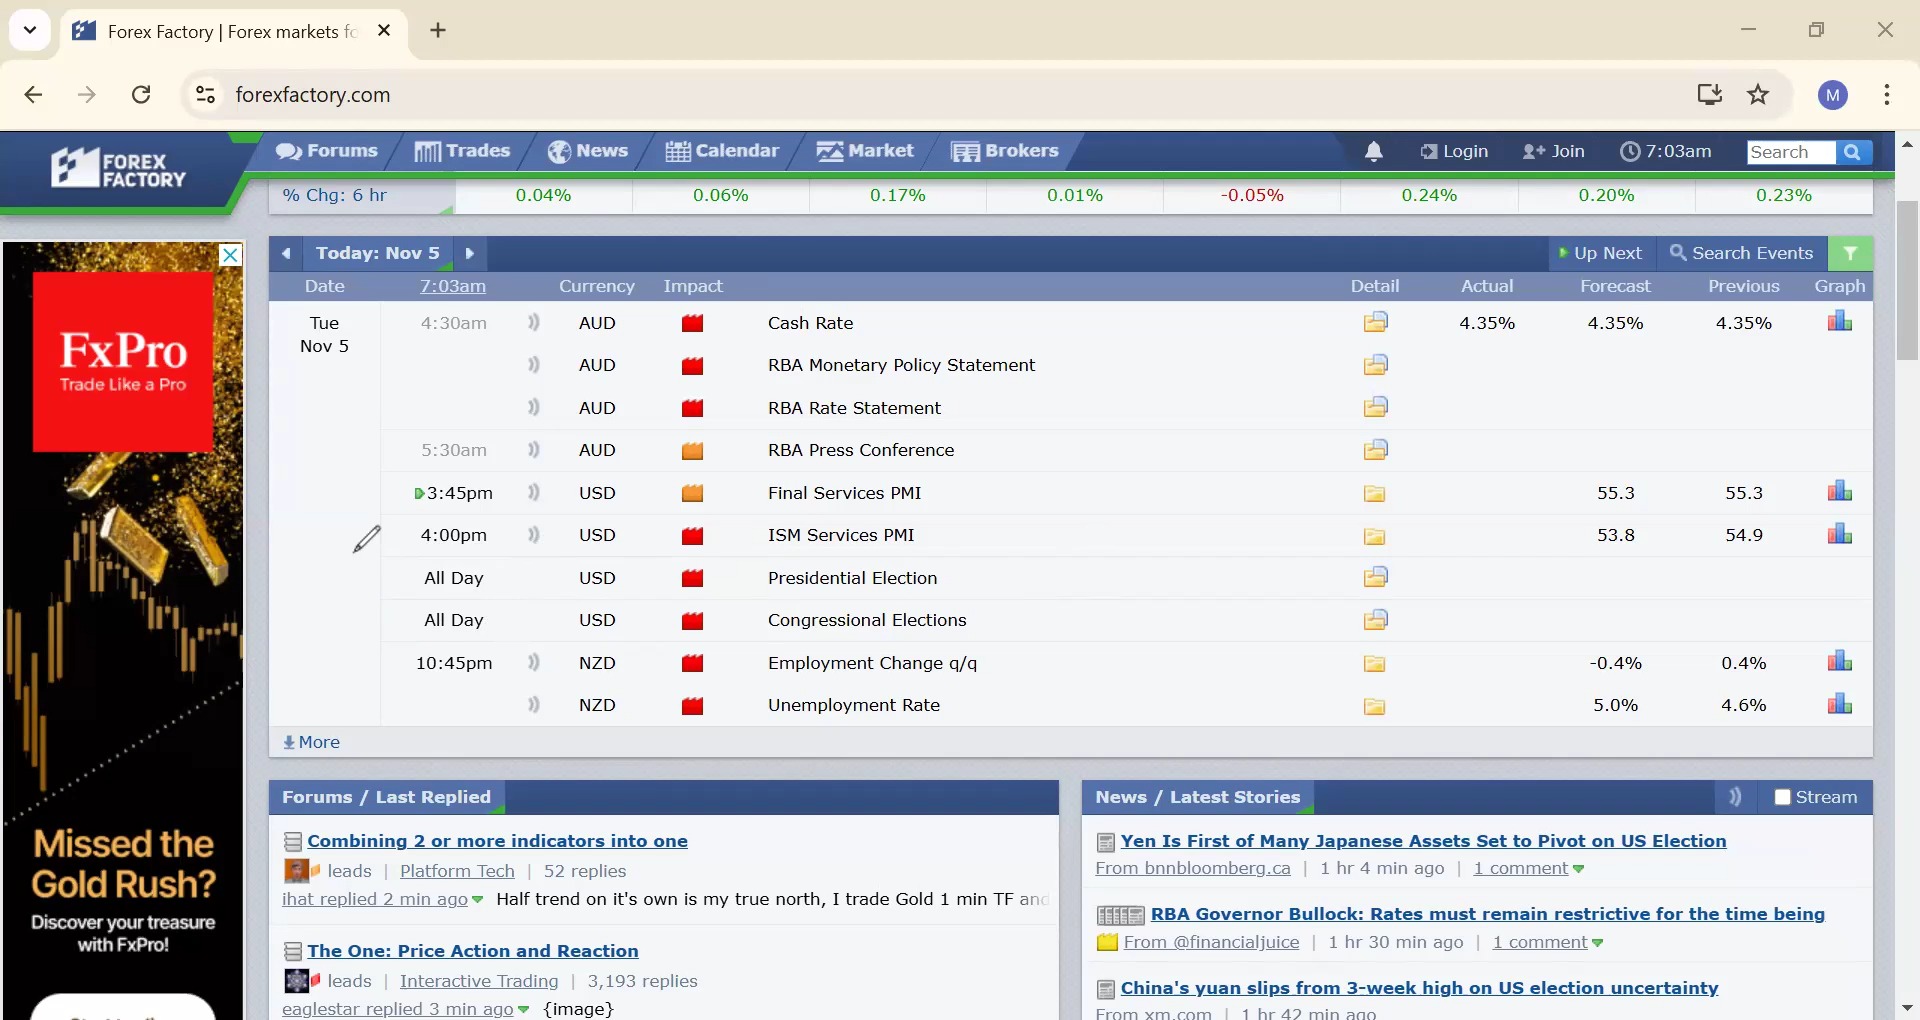 Forex Factory | Forex markets fo
forexfactory.com
M
FOREX FACTORY
Forums
Trades
News
Calendar
Market
Brokers
Login
Join
7:03am
Search
% Chg: 6 hr 0.04% 0.06% 0.17% 0.01% -0.05% 0.24% 0.20% 0.23%
Today: Nov 5
Up Next
Search Events
Date 7:03am Currency Impact Detail Actual Forecast Previous Graph
Tue Nov 5
4:30am AUD Cash Rate 4.35% 4.35% 4.35%
AUD RBA Monetary Policy Statement
AUD RBA Rate Statement
5:30am AUD RBA Press Conference
3:45pm USD Final Services PMI 55.3 55.3
4:00pm USD ISM Services PMI 53.8 54.9
All Day USD Presidential Election
All Day USD Congressional Elections
10:45pm NZD Employment Change q/q -0.4% 0.4%
NZD Unemployment Rate 5.0% 4.6%
More
FxPro
Trade Like a Pro
Missed the
Gold Rush?
Discover your treasure
with FxPro!
Forums / Last Replied
Combining 2 or more indicators into one
leads | Platform Tech | 52 replies
ihat replied 2 min ago Half trend on it's own is my true north, I trade Gold 1 min TF and
The One: Price Action and Reaction
leads | Interactive Trading | 3,193 replies
eaglestar replied 3 min ago {image}
News / Latest Stories
Stream
Yen Is First of Many Japanese Assets Set to Pivot on US Election
From bnnbloomberg.ca | 1 hr 4 min ago | 1 comment
RBA Governor Bullock: Rates must remain restrictive for the time being
From @financialjuice | 1 hr 30 min ago | 1 comment
China's yuan slips from 3-week high on US election uncertainty
From xm.com | 1 hr 42 min ago